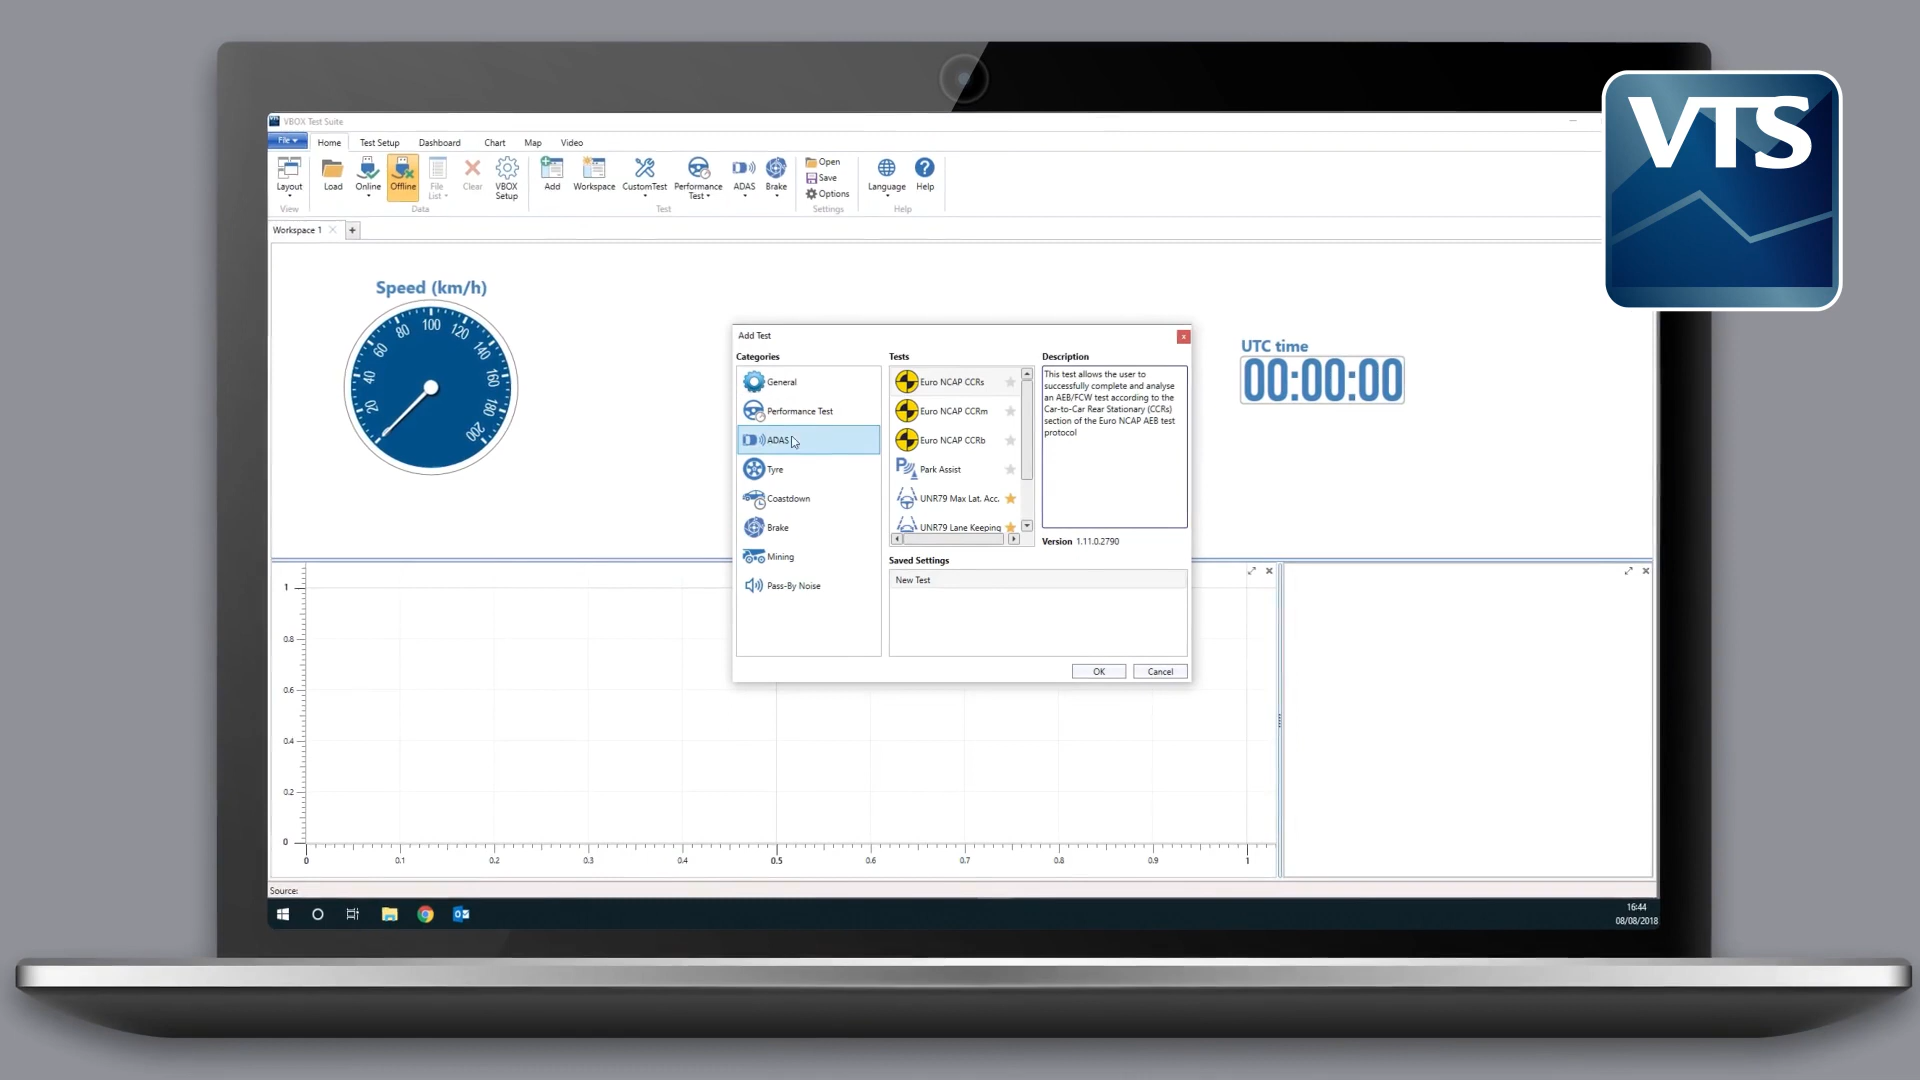 VTS
VBOX Test Suite
File
Home
Test Setup
Dashboard
Chart
Map
Video
Layout
Load
Online
Offline
File
List
Clear
VBOX
Setup
Add
Workspace
CustomTest
Performance
Test
ADAS
Brake
Open
Save
Options
Language
Help
View
Data
Test
Settings
Help
Workspace 1
+
Speed (km/h)
20
40
60
80
100
120
140
160
180
200
UTC time
00:00:00
Add Test
Categories
General
Performance Test
ADAS
Tyre
Coastdown
Brake
Mining
Pass-By Noise
Tests
Euro NCAP CCRs
Euro NCAP CCRm
Euro NCAP CCRb
Park Assist
UNR79 Max Lat. Acc.
UNR79 Lane Keeping
Description
This test allows the user to
successfully complete and analyse
an AEB/FCW test according to the
Car-to-Car Rear Stationary (CCRs)
section of the Euro NCAP AEB test
protocol
Version 1.11.0.2790
Saved Settings
New Test
OK
Cancel
1
0.8
0.6
0.4
0.2
0
0 0.1 0.2 0.3 0.4 0.5 0.6 0.7 0.8 0.9 1
Source:
16:44
08/08/2018